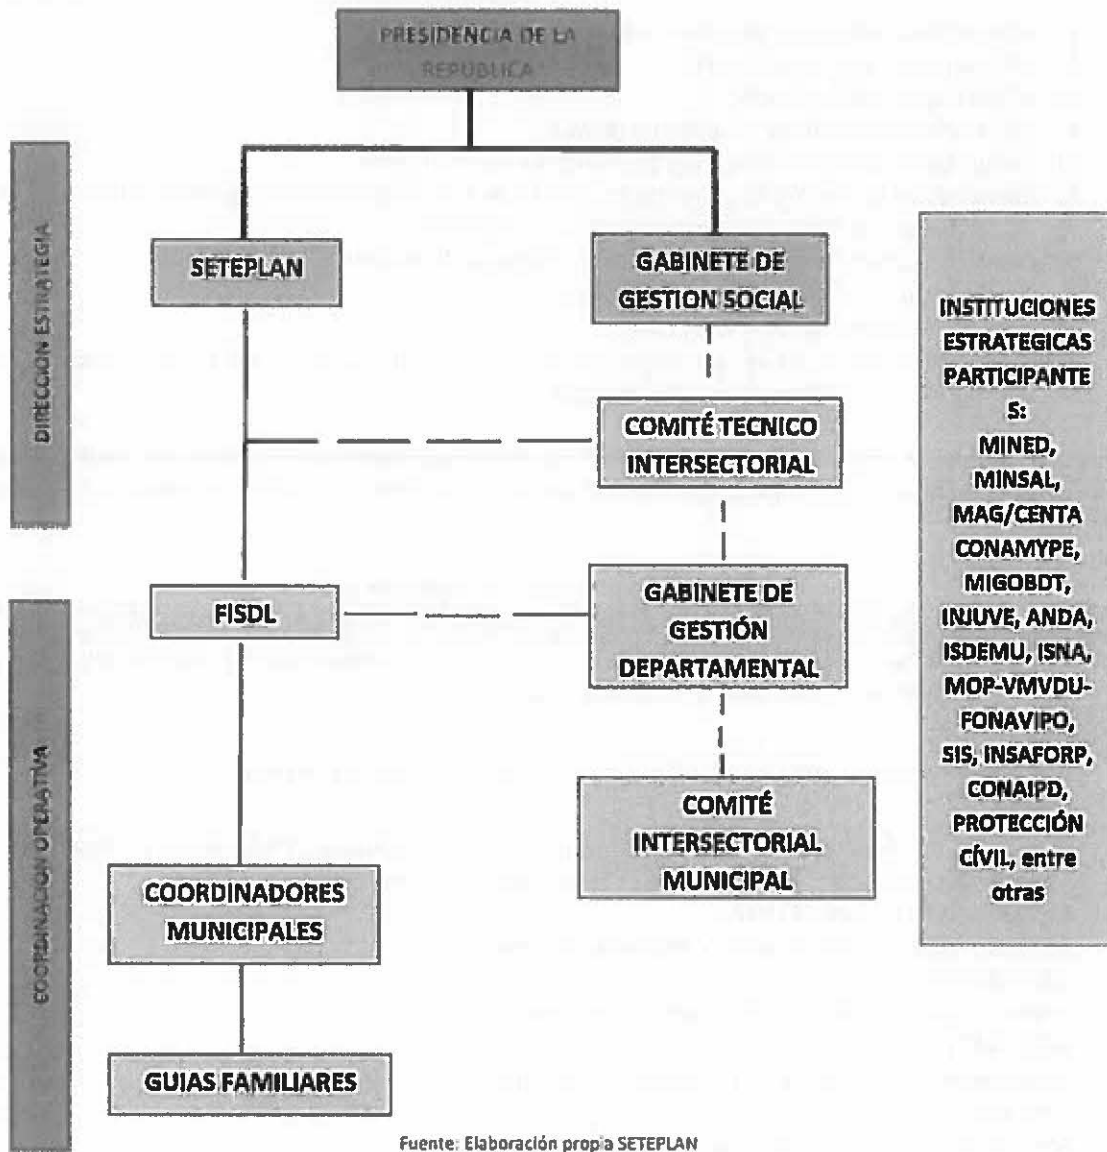 PRESIDENCIA DE LA
REPÚBLICA
DIRECCION ESTRATEGIA
SETEPLAN
GABINETE DE
GESTION SOCIAL
COMITÉ TECNICO
INTERSECTORIAL
COORDINACION OPERATIVA
FISDL
GABINETE DE
GESTIÓN
DEPARTAMENTAL
COMITÉ
INTERSECTORIAL
MUNICIPAL
COORDINADORES
MUNICIPALES
GUIAS FAMILIARES
INSTITUCIONES
ESTRATEGICAS
PARTICIPANTE
S:
MINED,
MINSAL,
MAG/CENTA
CONAMYPE,
MIGOBDT,
INJUVE, ANDA,
ISDEMU, ISNA,
MOP-VMVDU-
FONAVIPO,
SIS, INSAFORP,
CONAIPD,
PROTECCIÓN
CÍVIL, entre
otras
Fuente: Elaboración propia SETEPLAN